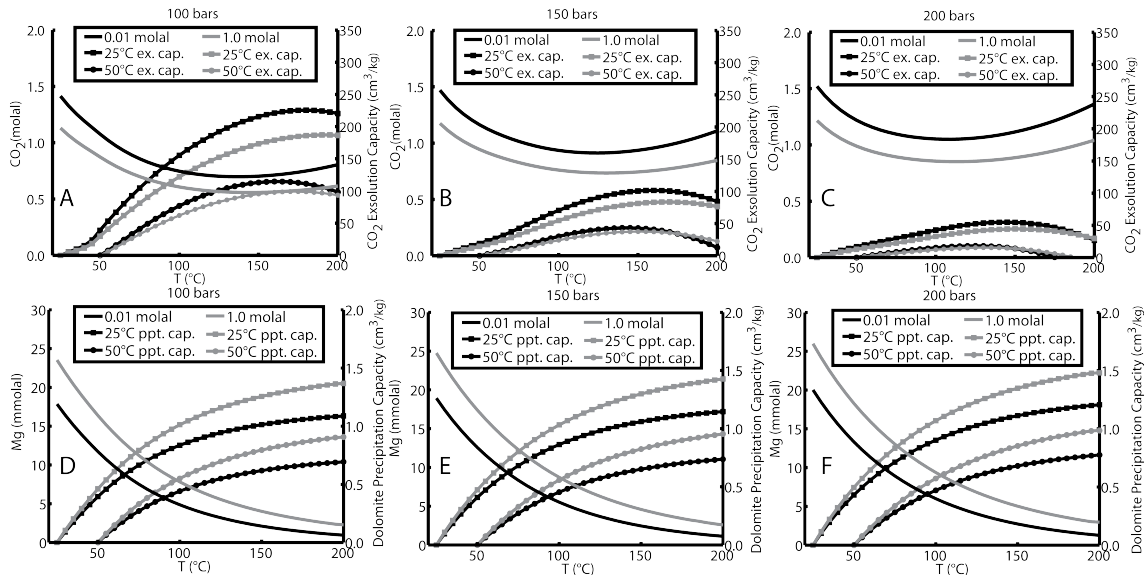 100 bars
0.01 molal 1.0 molal
25°C ex. cap. 25°C ex. cap.
50°C ex. cap. 50°C ex. cap.
2.0
1.5
1.0
0.5
0.0
CO2(molal)
350
300
250
200
150
100
50
0
CO2 Exsolution Capacity (cm3/kg)
A
50 100 150 200
T (°C)
150 bars
0.01 molal 1.0 molal
25°C ex. cap. 25°C ex. cap.
50°C ex. cap. 50°C ex. cap.
2.0
1.5
1.0
0.5
0.0
CO2(molal)
350
300
250
200
150
100
50
0
CO2 Exsolution Capacity (cm3/kg)
B
50 100 150 200
T (°C)
200 bars
0.01 molal 1.0 molal
25°C ex. cap. 25°C ex. cap.
50°C ex. cap. 50°C ex. cap.
2.0
1.5
1.0
0.5
0.0
CO2(molal)
350
300
250
200
150
100
50
0
CO2 Exsolution Capacity (cm3/kg)
C
50 100 150 200
T (°C)
100 bars
0.01 molal 1.0 molal
25°C ppt. cap. 25°C ppt. cap.
50°C ppt. cap. 50°C ppt. cap.
30
25
20
15
10
5
0
Mg (mmolal)
2.0
1.5
1.0
0.5
0.0
Dolomite Precipitation Capacity (cm3/kg)
D
50 100 150 200
T (°C)
150 bars
0.01 molal 1.0 molal
25°C ppt. cap. 25°C ppt. cap.
50°C ppt. cap. 50°C ppt. cap.
30
25
20
15
10
5
0
Mg (mmolal)
2.0
1.5
1.0
0.5
0.0
Dolomite Precipitation Capacity (cm3/kg)
E
50 100 150 200
T (°C)
200 bars
0.01 molal 1.0 molal
25°C ppt. cap. 25°C ppt. cap.
50°C ppt. cap. 50°C ppt. cap.
30
25
20
15
10
5
0
Mg (mmolal)
2.0
1.5
1.0
0.5
0.0
Dolomite Precipitation Capacity (cm3/kg)
F
50 100 150 200
T (°C)